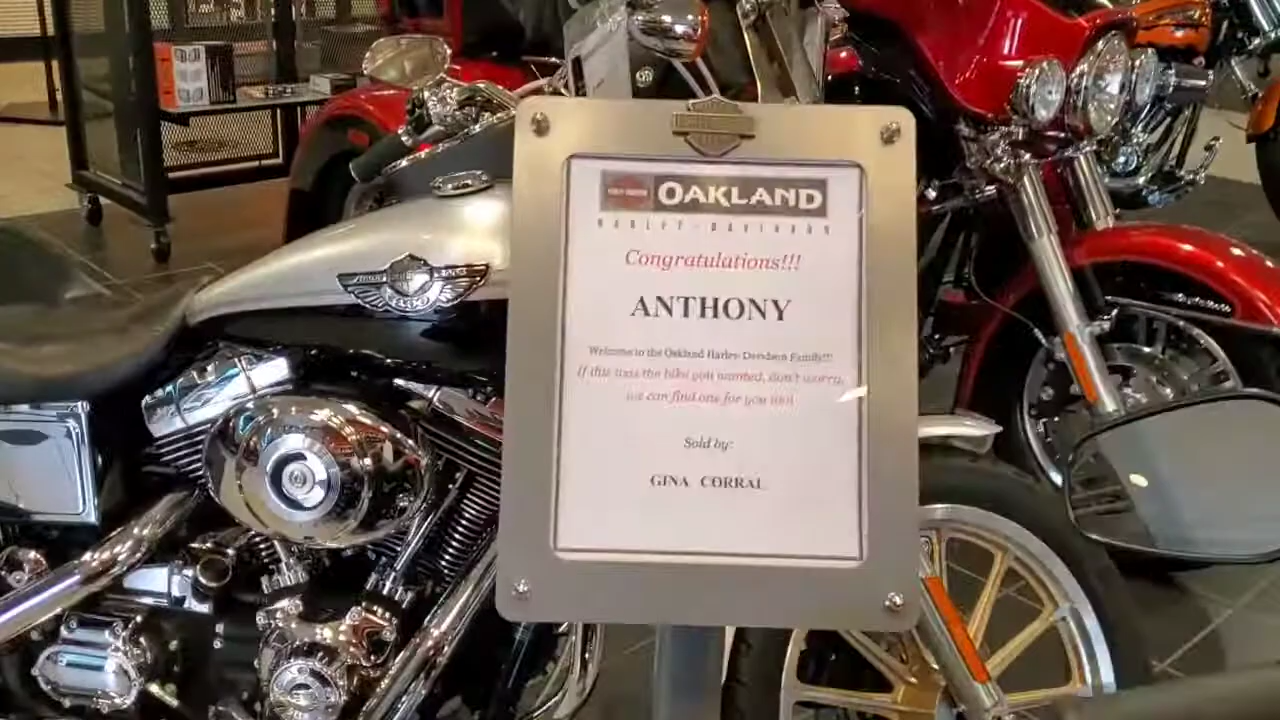 OAKLAND
HARLEY-DAVIDSON
Congratulations!!!
ANTHONY
Welcome to the Oakland Harley-Davidson Family!!!
If this was the bike you wanted, don't worry,
we can find one for you too!
Sold by:
GINA CORRAL